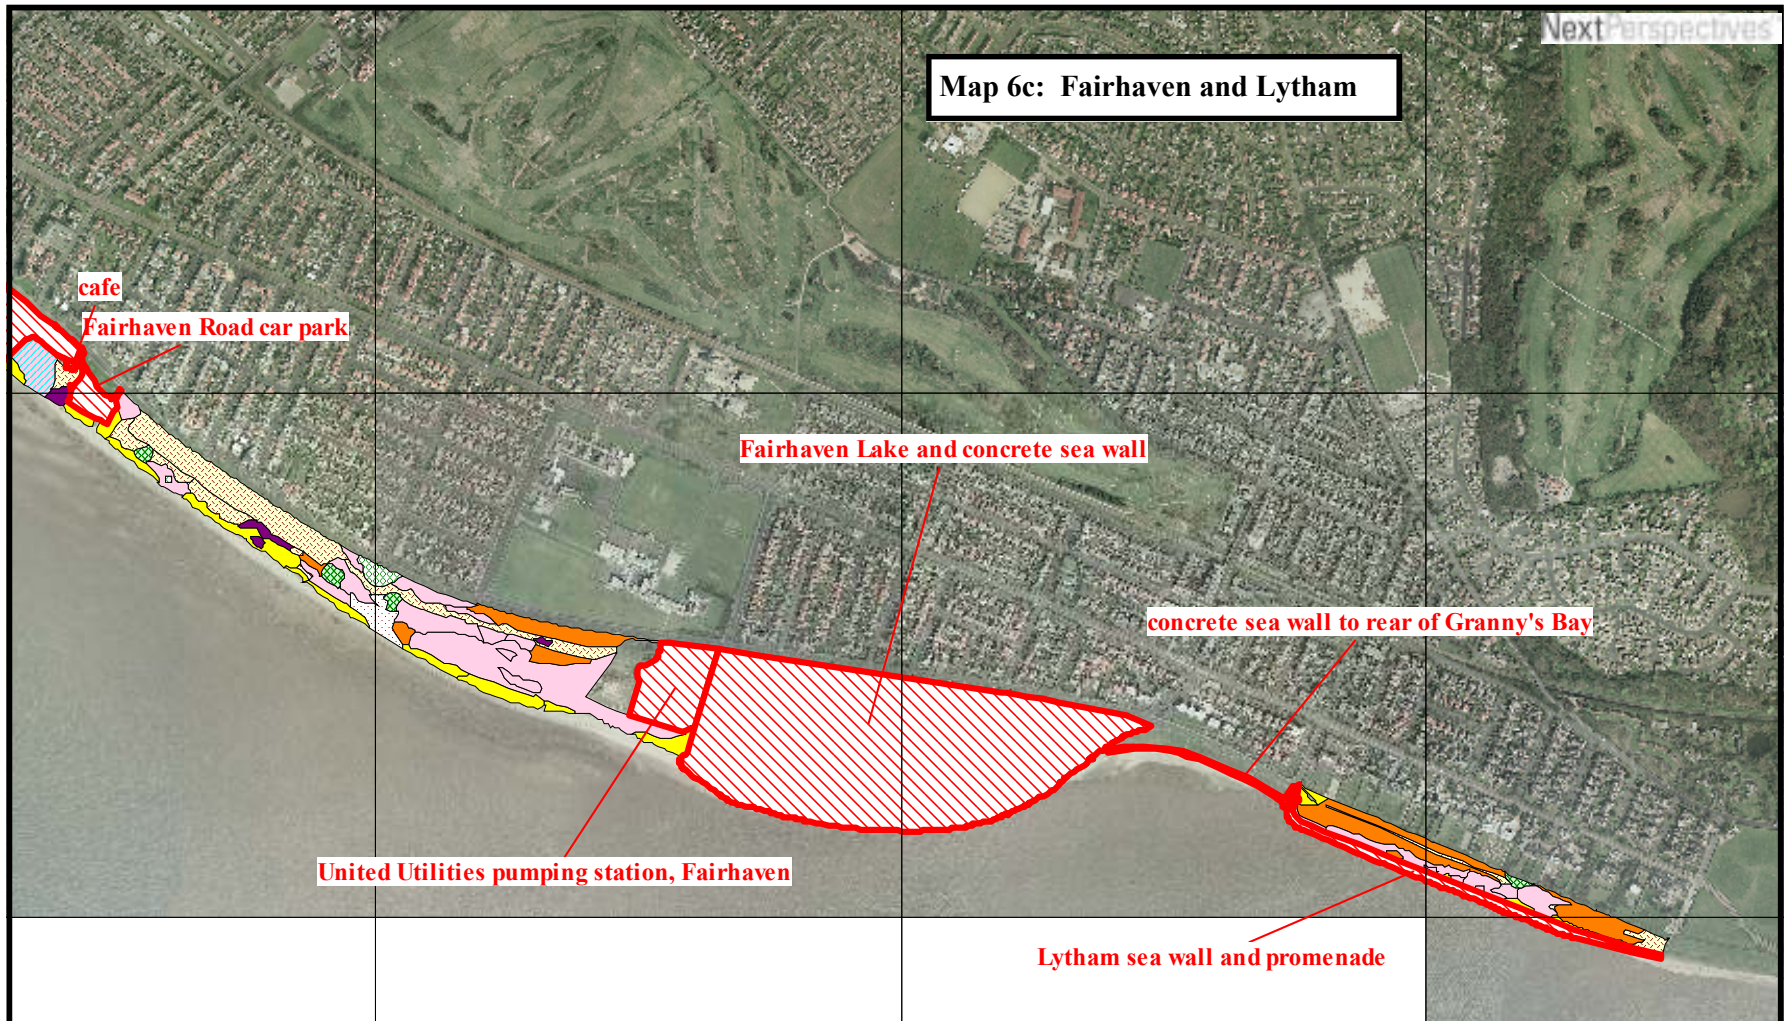 NextPerspectives
Map 6c: Fairhaven and Lytham
cafe
Fairhaven Road car park
Fairhaven Lake and concrete sea wall
concrete sea wall to rear of Granny's Bay
United Utilities pumping station, Fairhaven
Lytham sea wall and promenade